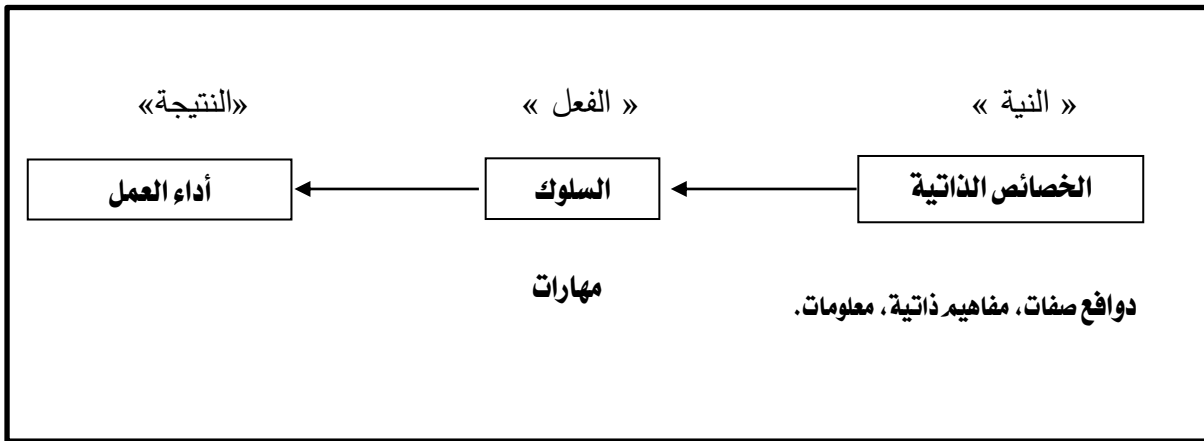 « النية »
« الفعل »
«النتيجة»
الخصائص الذاتية
السلوك
أداء العمل
دوافع صفات، مفاهيم ذاتية، معلومات.
مهارات